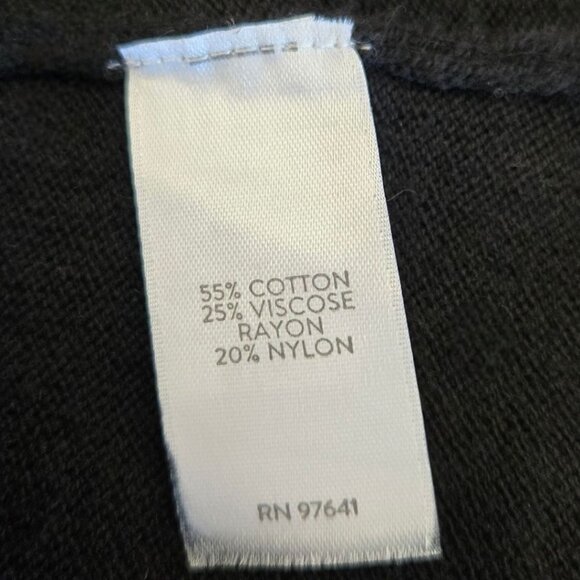 55% COTTON
25% VISCOSE
RAYON
20% NYLON
RN 97641